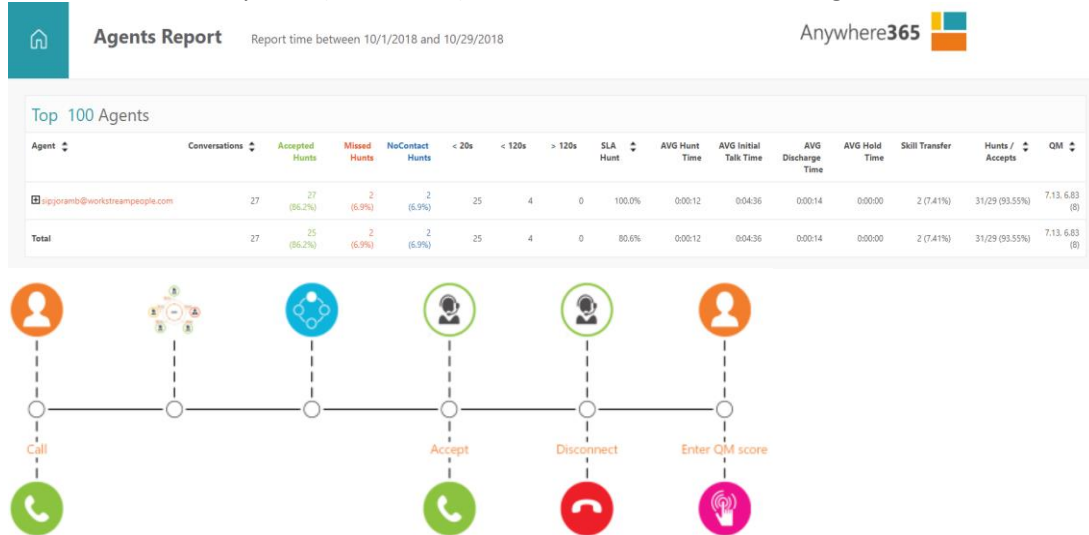 Agents Report Report time between 10/1/2018 and 10/29/2018 Anywhere365
Top 100 Agents
Agent Conversations Accepted Hunts Missed Hunts NoContact Hunts < 20s < 120s > 120s SLA Hunt AVG Hunt Time AVG Initial Talk Time AVG Discharge Time AVG Hold Time Skill Transfer Hunts / Accepts QM
sip:joramb@workstreampeople.com 27 27 (86.2%) 2 (6.9%) 2 (6.9%) 25 4 0 100.0% 0:00:12 0:04:36 0:00:14 0:00:00 2 (7.41%) 31/29 (93.55%) 7.13, 6.83 (8)
Total 27 25 (86.2%) 2 (6.9%) 2 (6.9%) 25 4 0 80.6% 0:00:12 0:04:36 0:00:14 0:00:00 2 (7.41%) 31/29 (93.55%) 7.13, 6.83 (8)
Call Accept Disconnect Enter QM score